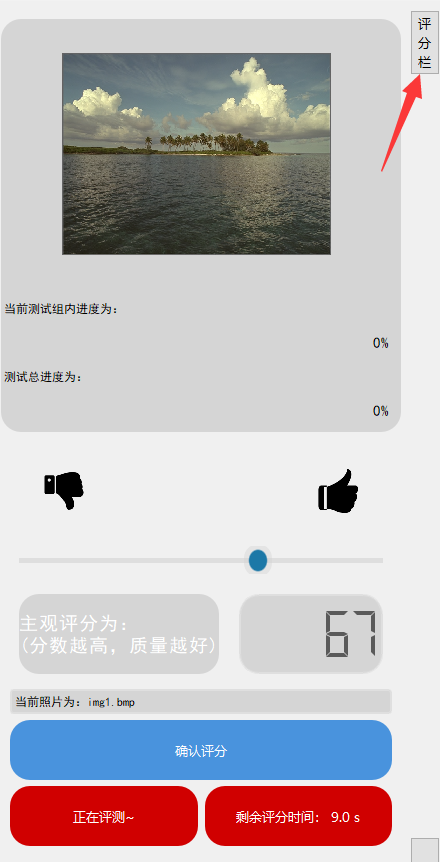 评
分
栏
当前测试组内进度为:
0%
测试总进度为:
0%
主观评分为:
(分数越高，质量越好)
67
当前照片为: img1.bmp
确认评分
正在评测~
剩余评分时间: 9.0 s